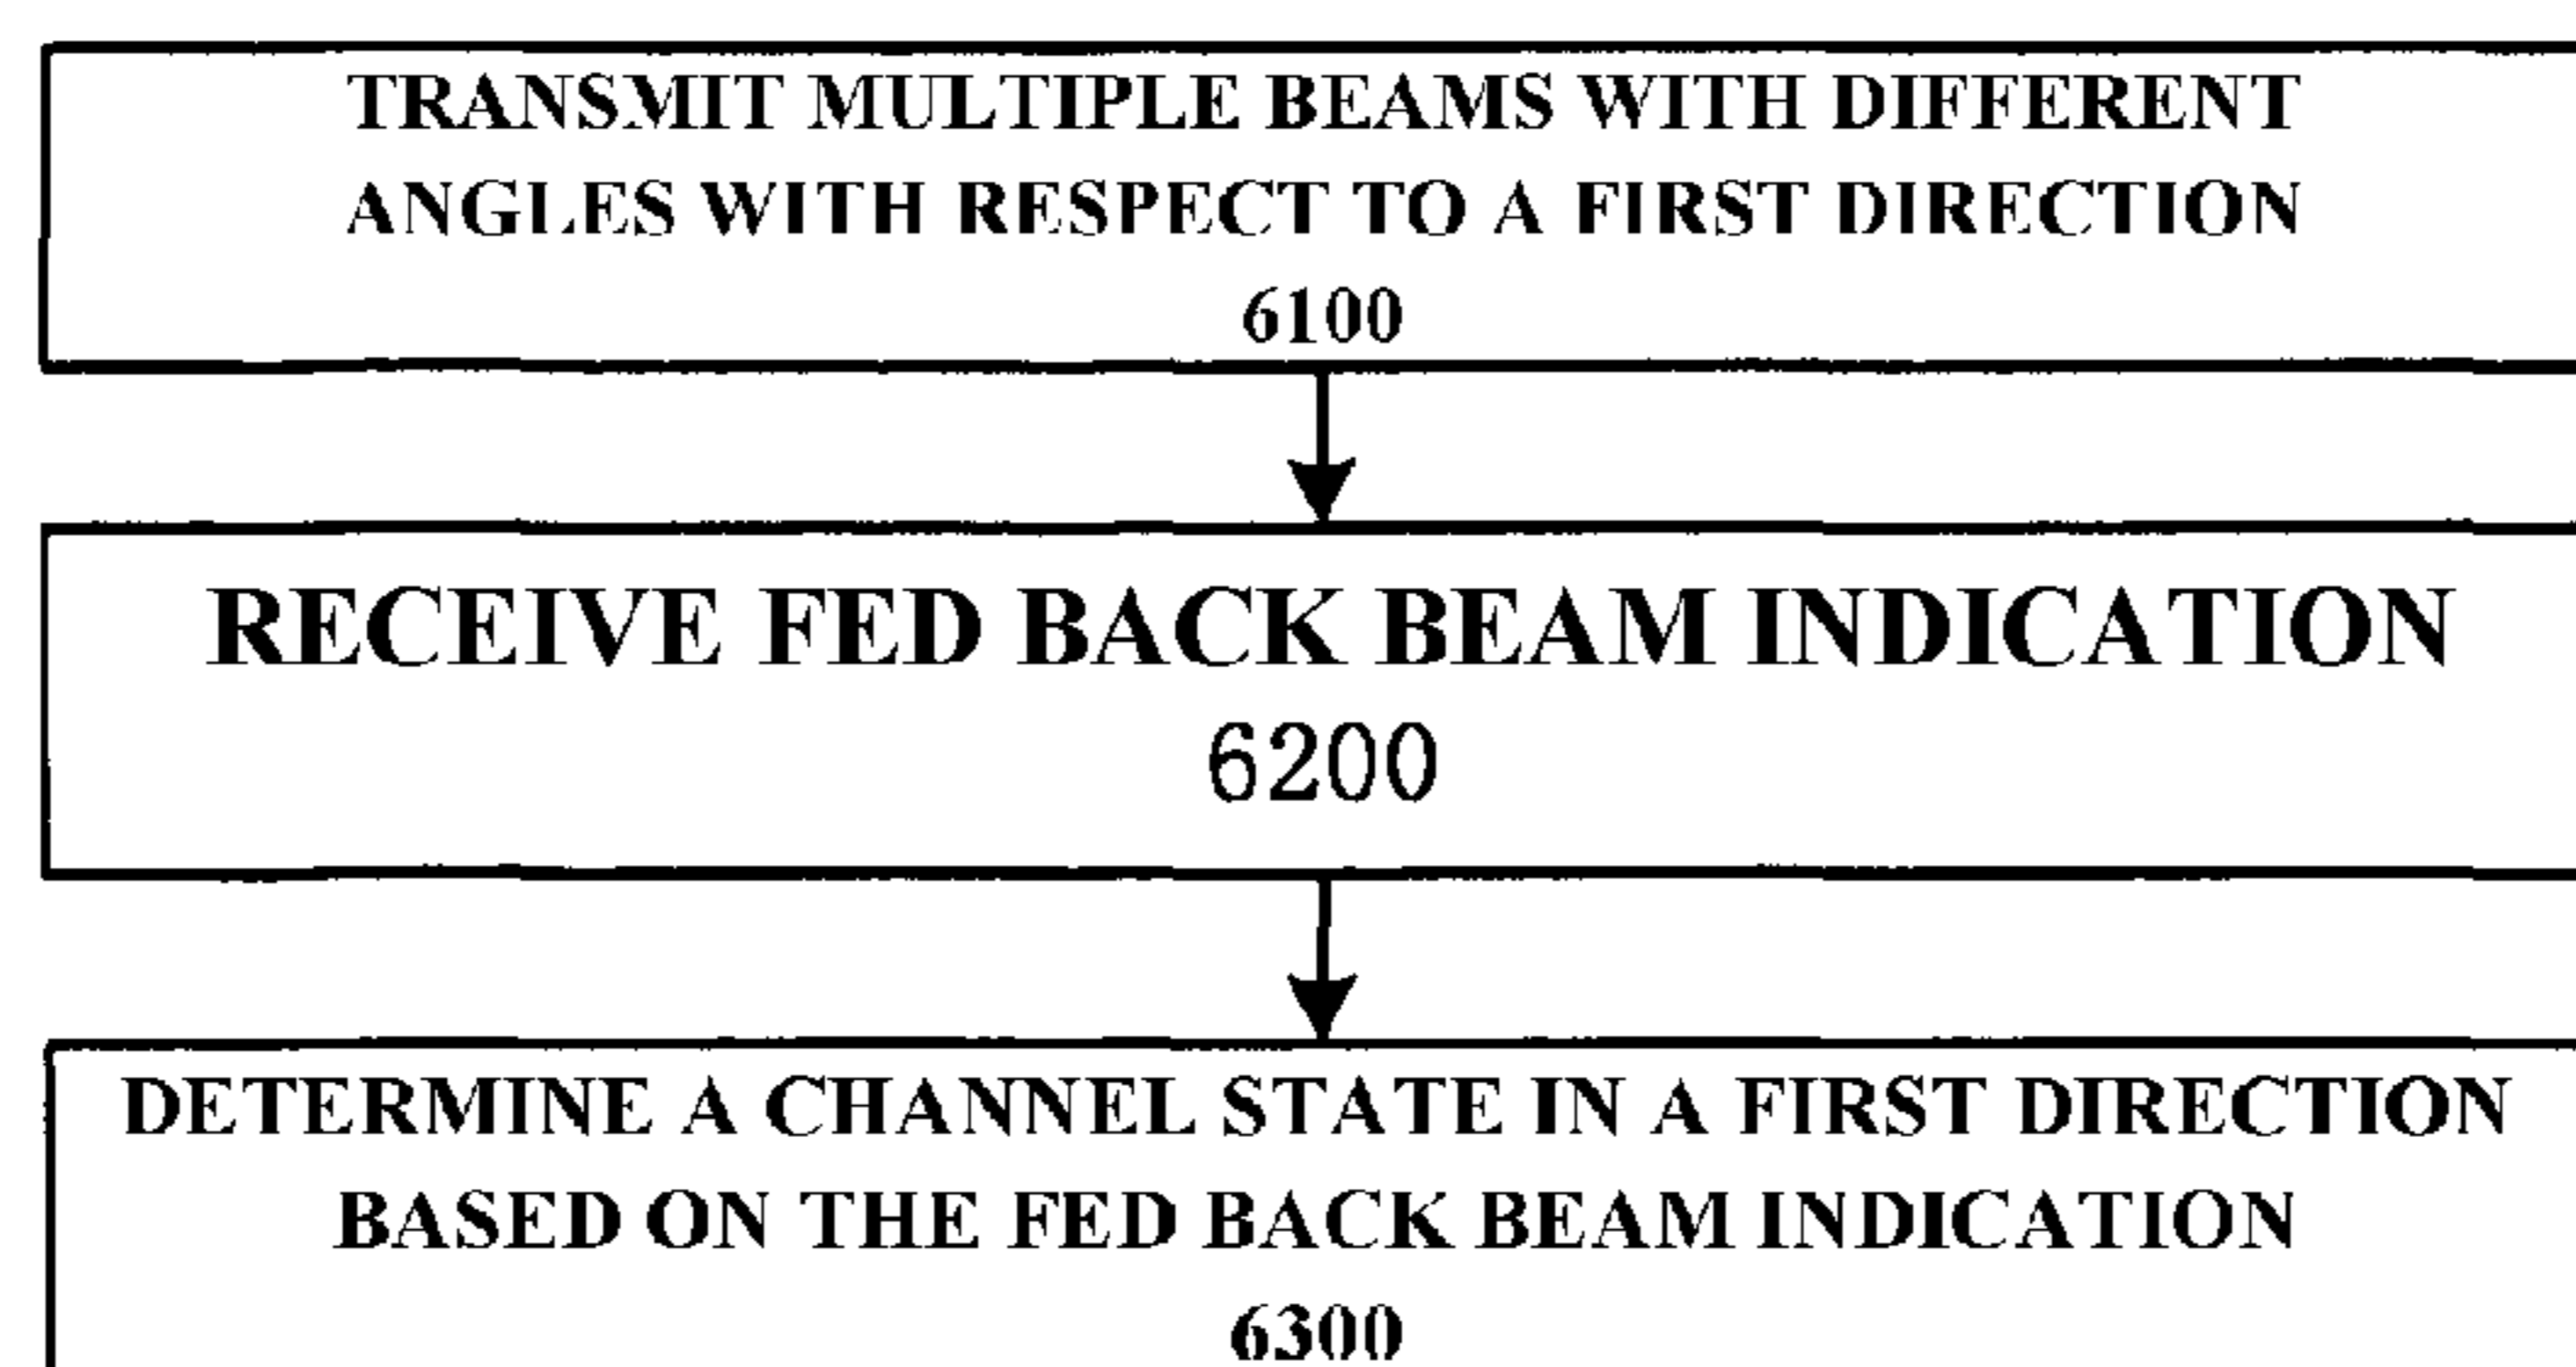 TRANSMIT MULTIPLE BEAMS WITH DIFFERENT
ANGLES WITH RESPECT TO A FIRST DIRECTION
6100
RECEIVE FED BACK BEAM INDICATION
6200
DETERMINE A CHANNEL STATE IN A FIRST DIRECTION
BASED ON THE FED BACK BEAM INDICATION
6300